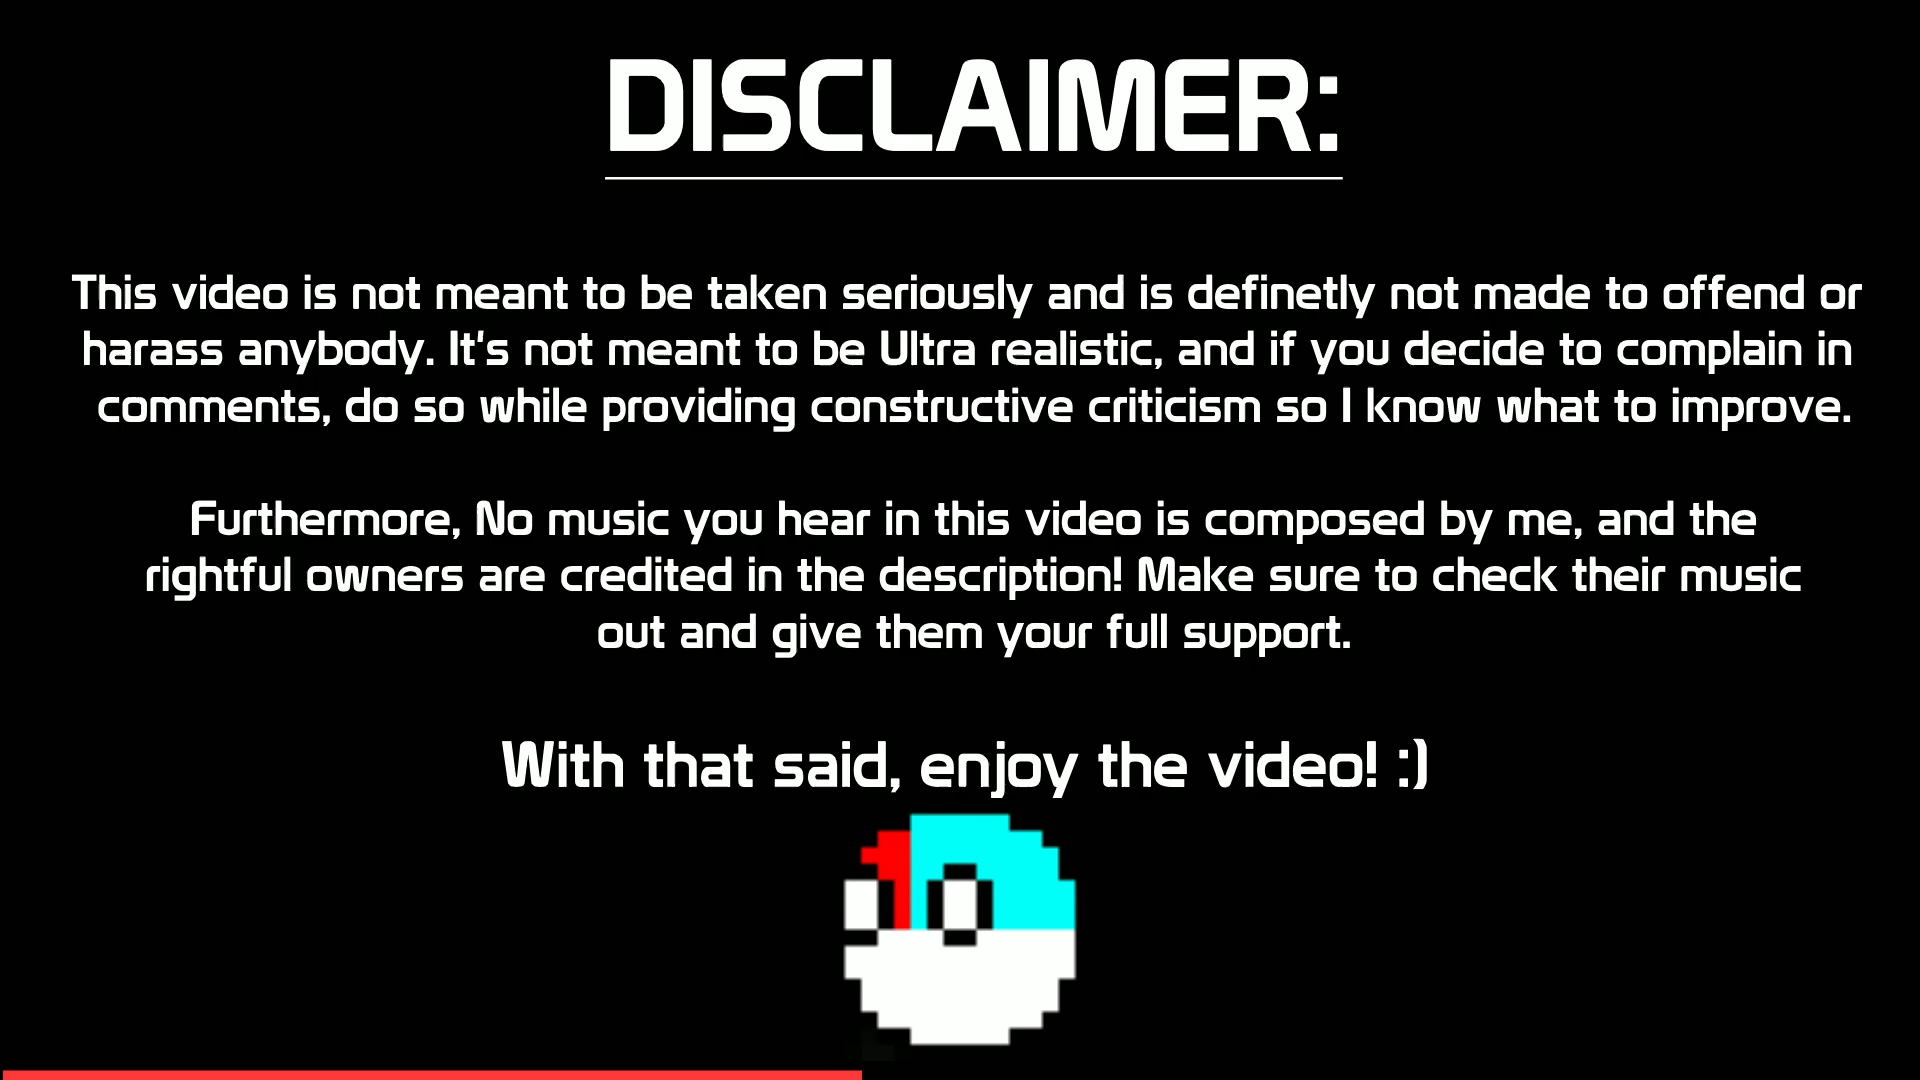 DISCLAIMER:
This video is not meant to be taken seriously and is definetly not made to offend or
harass anybody. It's not meant to be Ultra realistic, and if you decide to complain in
comments, do so while providing constructive criticism so I know what to improve.
Furthermore, No music you hear in this video is composed by me, and the
rightful owners are credited in the description! Make sure to check their music
out and give them your full support.
With that said, enjoy the video! :)